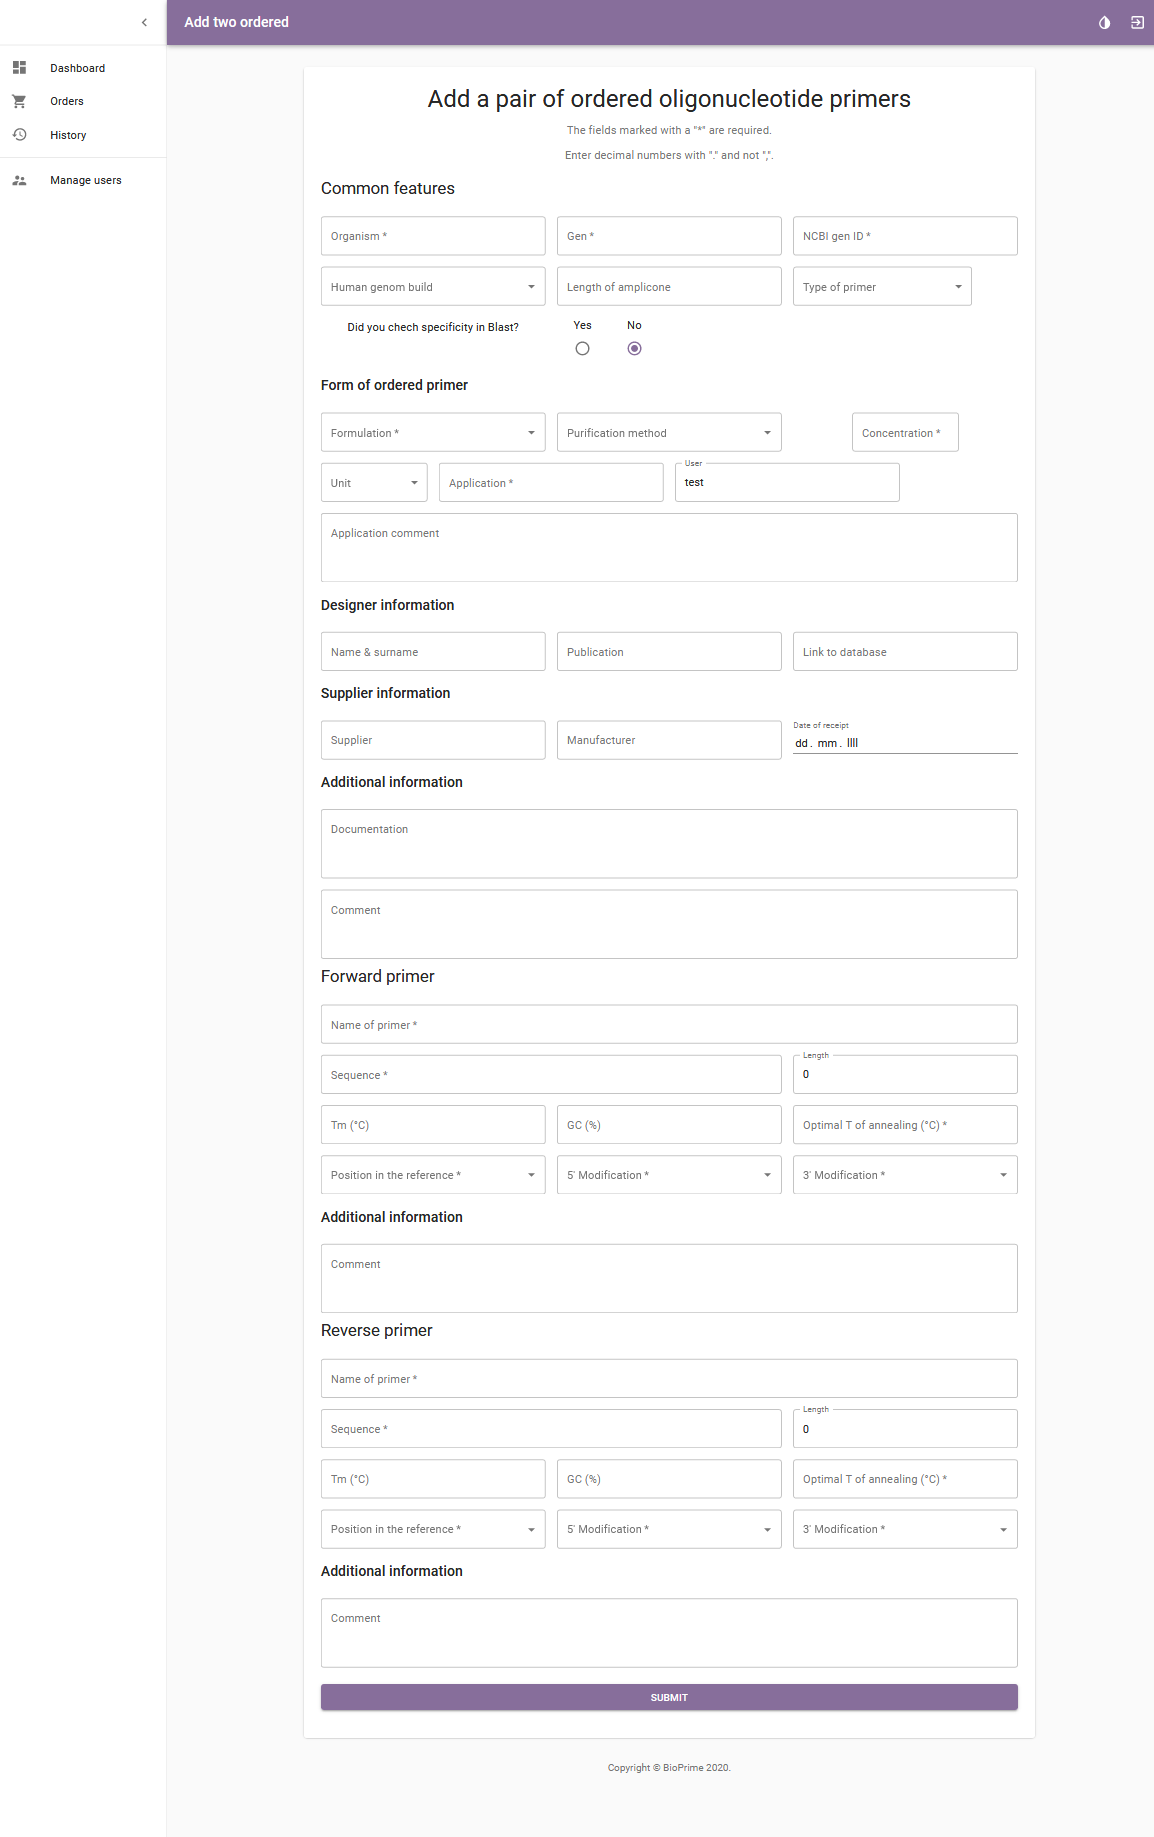 Add two ordered
Dashboard
Orders
History
Manage users
Add a pair of ordered oligonucleotide primers
The fields marked with a "*" are required.
Enter decimal numbers with "." and not ",".
Common features
Organism * Gen * NCBI gen ID *
Human genom build Length of amplicone Type of primer
Did you chech specificity in Blast? Yes No
Form of ordered primer
Formulation * Purification method Concentration *
User
Unit Application * test
Application comment
Designer information
Name & surname Publication Link to database
Supplier information
Date of receipt
Supplier Manufacturer dd. mm. llll
Additional information
Documentation
Comment
Forward primer
Name of primer *
Length
Sequence * 0
Tm (°C) GC (%) Optimal T of annealing (°C) *
Position in the reference * 5' Modification * 3' Modification *
Additional information
Comment
Reverse primer
Name of primer *
Length
Sequence * 0
Tm (°C) GC (%) Optimal T of annealing (°C) *
Position in the reference * 5' Modification * 3' Modification *
Additional information
Comment
SUBMIT
Copyright © BioPrime 2020.